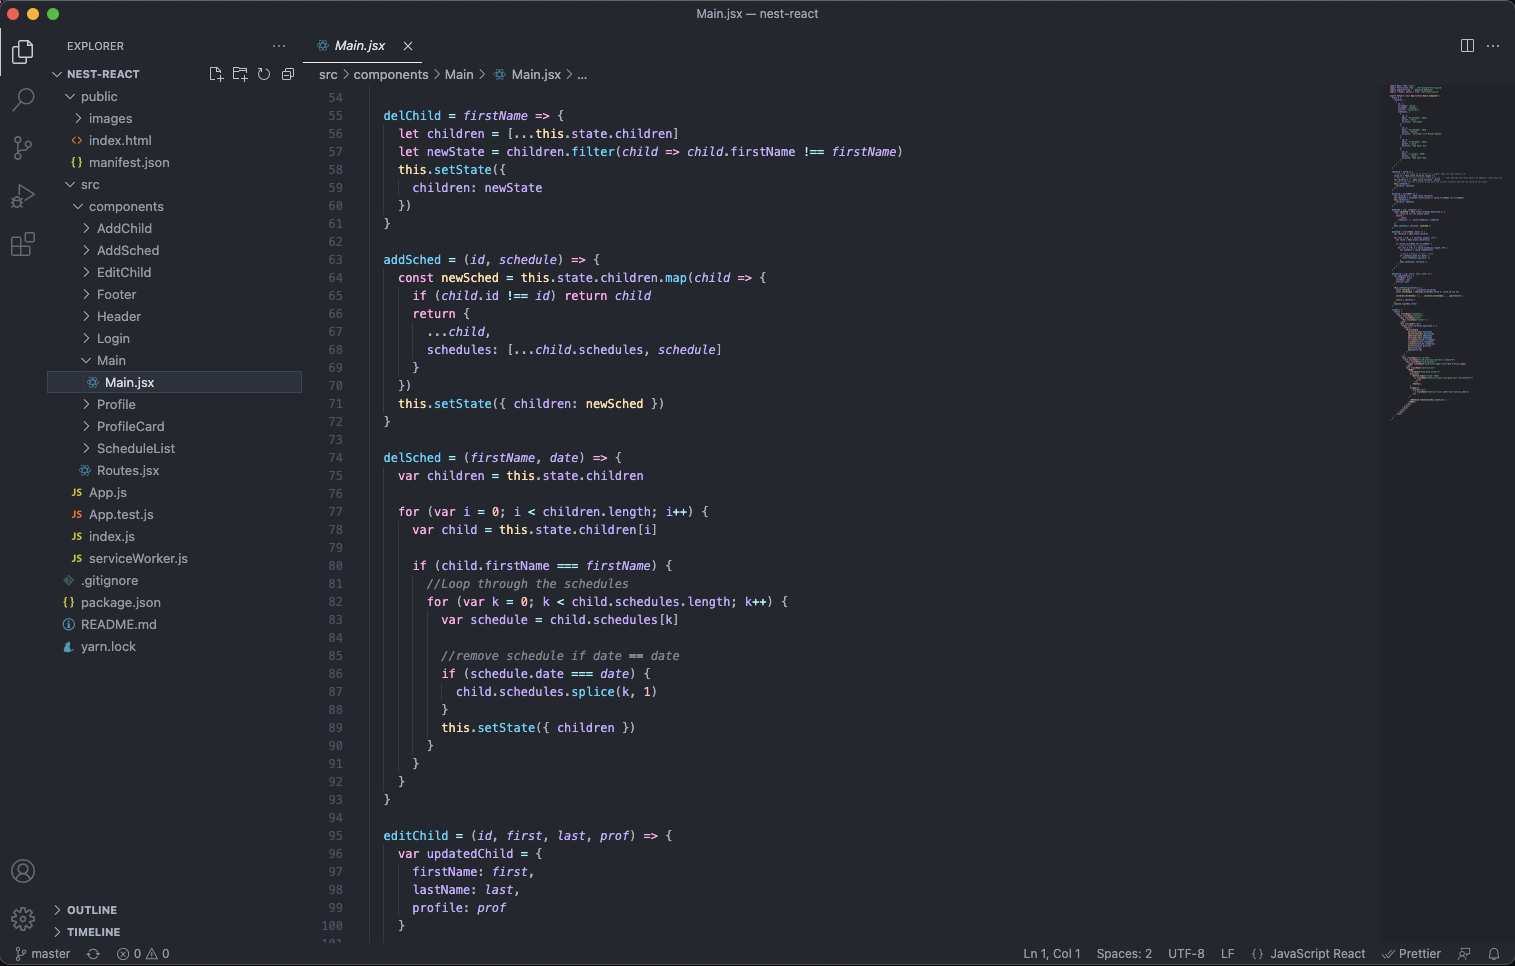 Main.jsx — nest-react
EXPLORER
Main.jsx
NEST-REACT
src > components > Main > Main.jsx > ...
public
images
index.html
manifest.json
src
components
AddChild
AddSched
EditChild
Footer
Header
Login
Main
Main.jsx
Profile
ProfileCard
ScheduleList
Routes.jsx
App.js
App.test.js
index.js
serviceWorker.js
.gitignore
package.json
README.md
yarn.lock
OUTLINE
TIMELINE
54
55 delChild = firstName => {
56 let children = [...this.state.children]
57 let newState = children.filter(child => child.firstName !== firstName)
58 this.setState({
59 children: newState
60 })
61 }
62
63 addSched = (id, schedule) => {
64 const newSched = this.state.children.map(child => {
65 if (child.id !== id) return child
66 return {
67 ...child,
68 schedules: [...child.schedules, schedule]
69 }
70 })
71 this.setState({ children: newSched })
72 }
73
74 delSched = (firstName, date) => {
75 var children = this.state.children
76
77 for (var i = 0; i < children.length; i++) {
78 var child = this.state.children[i]
79
80 if (child.firstName === firstName) {
81 //Loop through the schedules
82 for (var k = 0; k < child.schedules.length; k++) {
83 var schedule = child.schedules[k]
84
85 //remove schedule if date == date
86 if (schedule.date === date) {
87 child.schedules.splice(k, 1)
88 }
89 this.setState({ children })
90 }
91 }
92 }
93 }
94
95 editChild = (id, first, last, prof) => {
96 var updatedChild = {
97 firstName: first,
98 lastName: last,
99 profile: prof
100 }
master
0 0
Ln 1, Col 1 Spaces: 2 UTF-8 LF {} JavaScript React Prettier